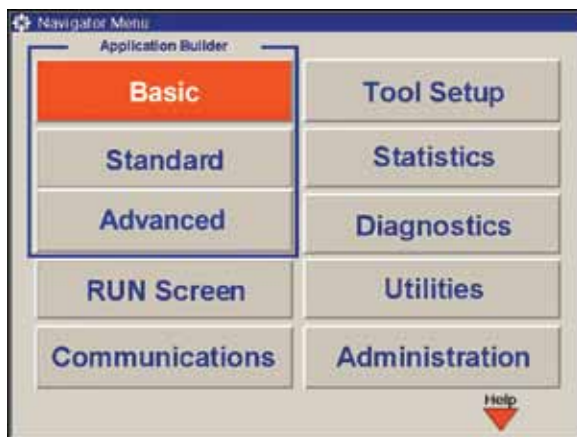 Navigator Menu
Application Builder
Basic
Standard
Advanced
RUN Screen
Communications
Tool Setup
Statistics
Diagnostics
Utilities
Administration
Help